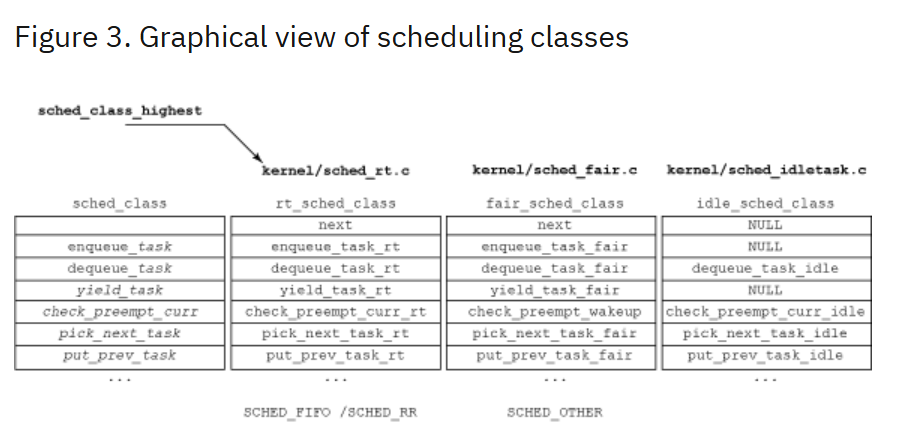 Figure 3. Graphical view of scheduling classes
sched_class_highest
kernel/sched_rt.c kernel/sched_fair.c kernel/sched_idletask.c
sched_class rt_sched_class fair_sched_class idle_sched_class
next next NULL
enqueue_task enqueue_task_rt enqueue_task_fair NULL
dequeue_task dequeue_task_rt dequeue_task_fair dequeue_task_idle
yield_task yield_task_rt yield_task_fair NULL
check_preempt_curr check_preempt_curr_rt check_preempt_wakeup check_preempt_curr_idle
pick_next_task pick_next_task_rt pick_next_task_fair pick_next_task_idle
put_prev_task put_prev_task_rt put_prev_task_fair put_prev_task_idle
... ... ... ...
SCHED_FIFO /SCHED_RR SCHED_OTHER